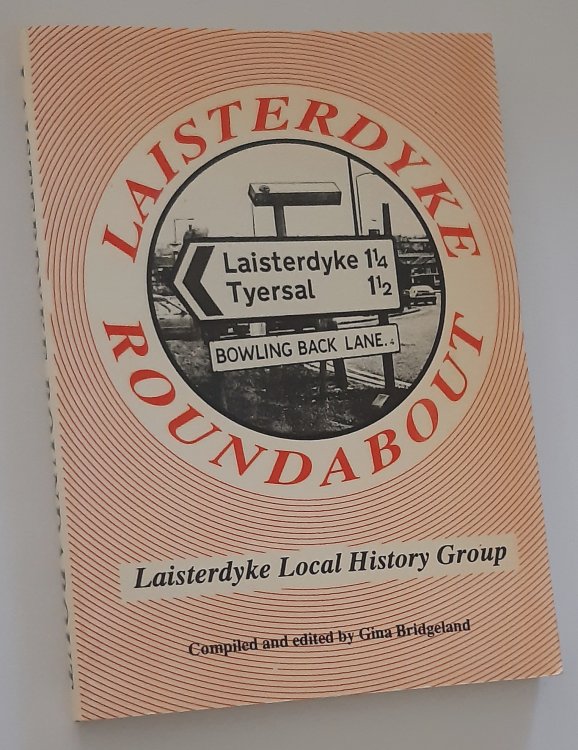 LAISTERDYKE
Laisterdyke 1¼
Tyersal 1½
BOWLING BACK LANE. 4
ROUNDABOUT
Laisterdyke Local History Group
Compiled and edited by Gina Bridgeland